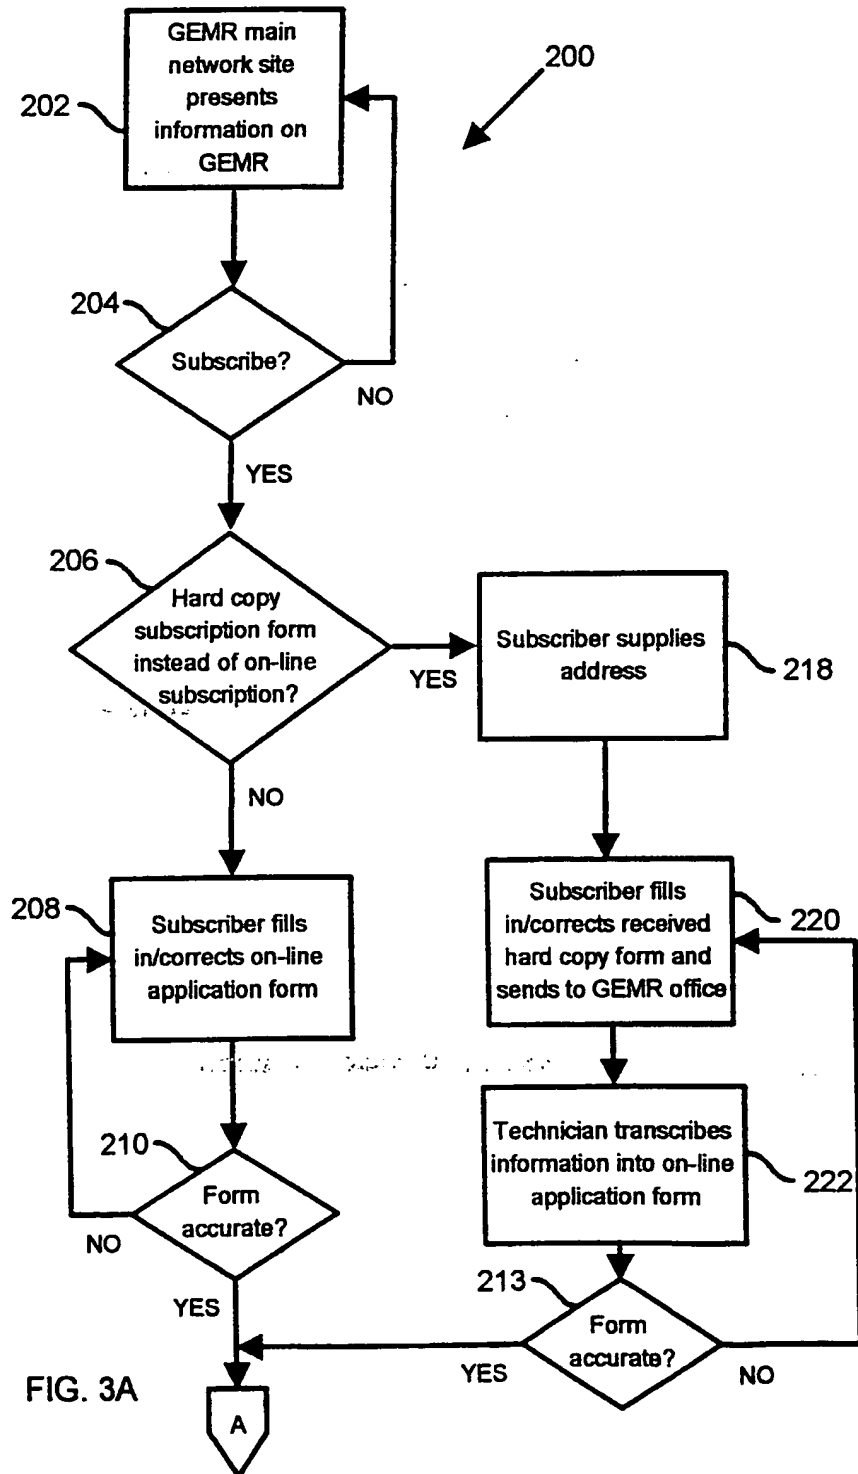 GEMR main
network site
presents
information on
GEMR
200
202
204
Subscribe?
NO
YES
206
Hard copy
subscription form
instead of on-line
subscription?
YES
Subscriber supplies
address
218
NO
208
Subscriber fills
in/corrects on-line
application form
Subscriber fills
in/corrects received
hard copy form and
sends to GEMR office
220
210
Form
accurate?
NO
YES
Technician transcribes
information into on-line
application form
222
213
Form
accurate?
YES
NO
FIG. 3A
A